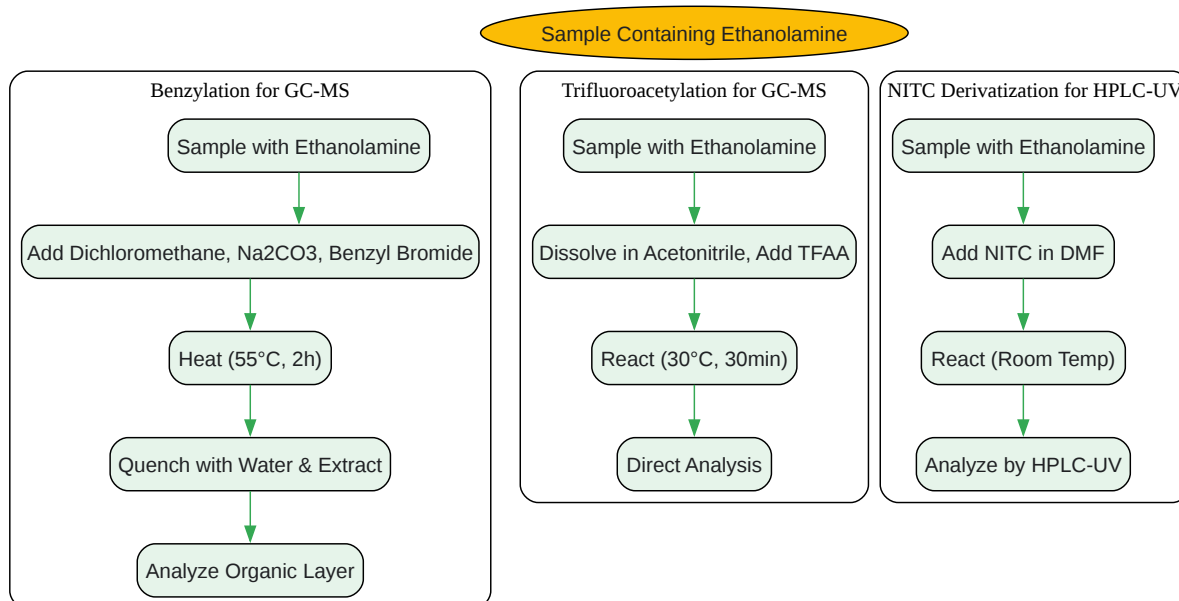 Sample Containing Ethanolamine
Benzylation for GC-MS
Sample with Ethanolamine
Add Dichloromethane, Na2CO3, Benzyl Bromide
Heat (55°C, 2h)
Quench with Water & Extract
Analyze Organic Layer
Trifluoroacetylation for GC-MS
Sample with Ethanolamine
Dissolve in Acetonitrile, Add TFAA
React (30°C, 30min)
Direct Analysis
NITC Derivatization for HPLC-UV
Sample with Ethanolamine
Add NITC in DMF
React (Room Temp)
Analyze by HPLC-UV